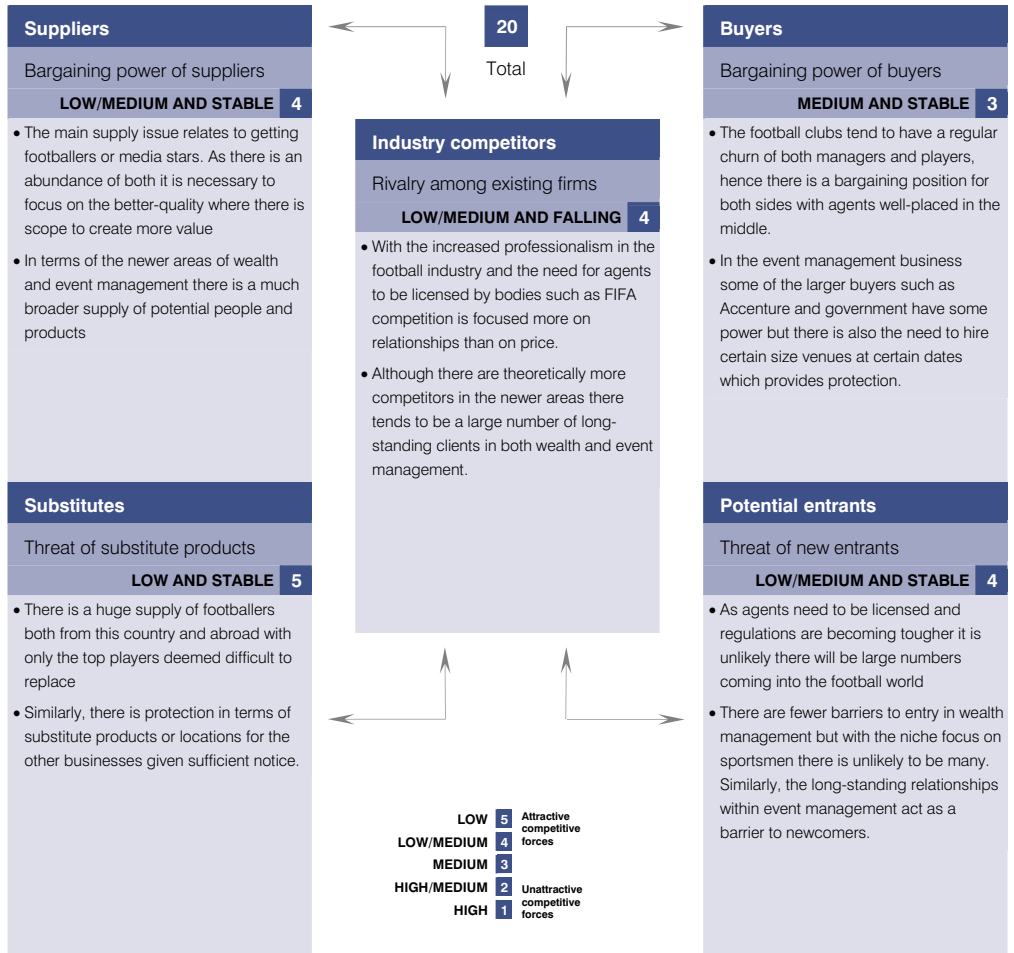 Suppliers
Bargaining power of suppliers
LOW/MEDIUM AND STABLE 4
• The main supply issue relates to getting
footballers or media stars. As there is an
abundance of both it is necessary to
focus on the better-quality where there is
scope to create more value
• In terms of the newer areas of wealth
and event management there is a much
broader supply of potential people and
products
20
Total
Buyers
Bargaining power of buyers
MEDIUM AND STABLE 3
• The football clubs tend to have a regular
churn of both managers and players,
hence there is a bargaining position for
both sides with agents well-placed in the
middle.
• In the event management business
some of the larger buyers such as
Accenture and government have some
power but there is also the need to hire
certain size venues at certain dates
which provides protection.
Industry competitors
Rivalry among existing firms
LOW/MEDIUM AND FALLING 4
• With the increased professionalism in the
football industry and the need for agents
to be licensed by bodies such as FIFA
competition is focused more on
relationships than on price.
• Although there are theoretically more
competitors in the newer areas there
tends to be a large number of long-
standing clients in both wealth and event
management.
Substitutes
Threat of substitute products
LOW AND STABLE 5
• There is a huge supply of footballers
both from this country and abroad with
only the top players deemed difficult to
replace
• Similarly, there is protection in terms of
substitute products or locations for the
other businesses given sufficient notice.
Potential entrants
Threat of new entrants
LOW/MEDIUM AND STABLE 4
• As agents need to be licensed and
regulations are becoming tougher it is
unlikely there will be large numbers
coming into the football world
• There are fewer barriers to entry in wealth
management but with the niche focus on
sportsmen there is unlikely to be many.
Similarly, the long-standing relationships
within event management act as a
barrier to newcomers.
LOW 5
LOW/MEDIUM 4
MEDIUM 3
HIGH/MEDIUM 2
HIGH 1
Attractive
competitive
forces
Unattractive
competitive
forces